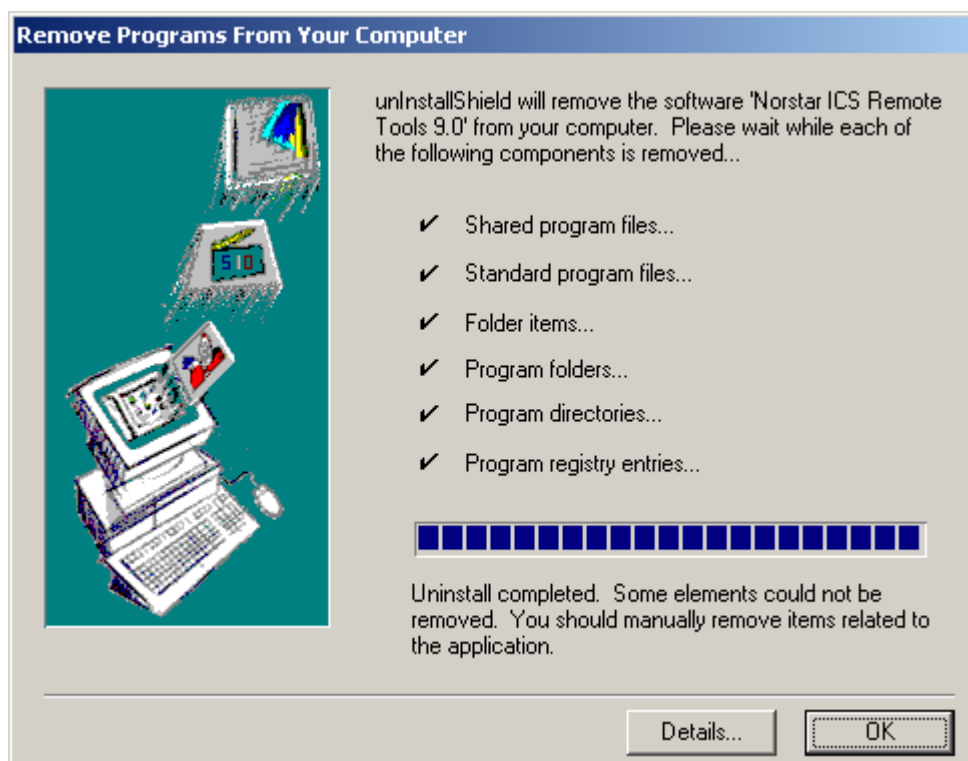 Remove Programs From Your Computer
unInstallShield will remove the software 'Norstar ICS Remote
Tools 9.0' from your computer.  Please wait while each of
the following components is removed...
Shared program files...
Standard program files...
Folder items...
Program folders...
Program directories...
Program registry entries...
Uninstall completed.  Some elements could not be
removed.  You should manually remove items related to
the application.
Details...
OK